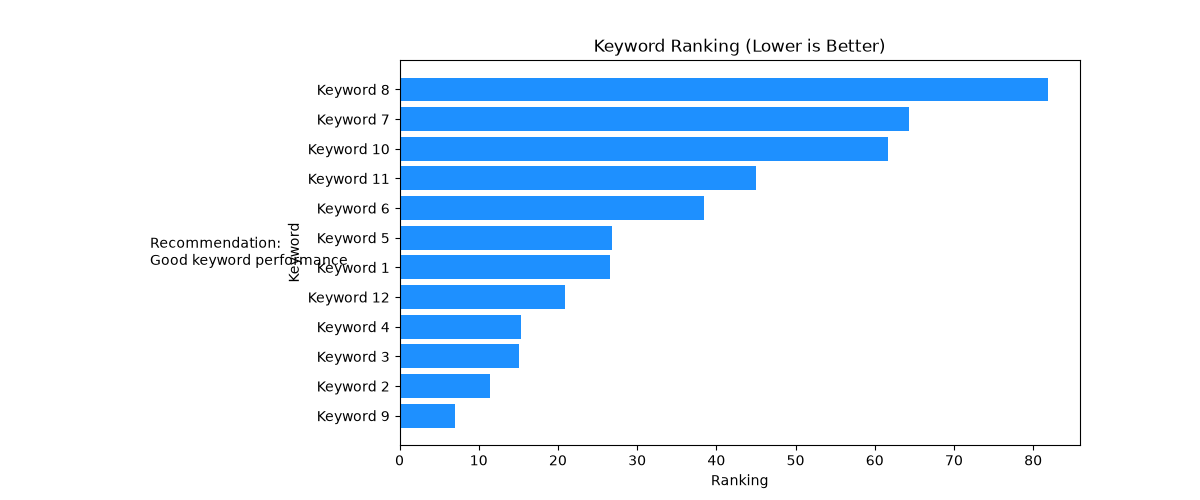 Keyword Ranking (Lower is Better)
Keyword 8
Keyword 7
Keyword 10
Keyword 11
Keyword 6
Keyword 5
Keyword 1
Keyword 12
Keyword 4
Keyword 3
Keyword 2
Keyword 9
Keyword
Recommendation:
Good keyword performance
0 10 20 30 40 50 60 70 80
Ranking